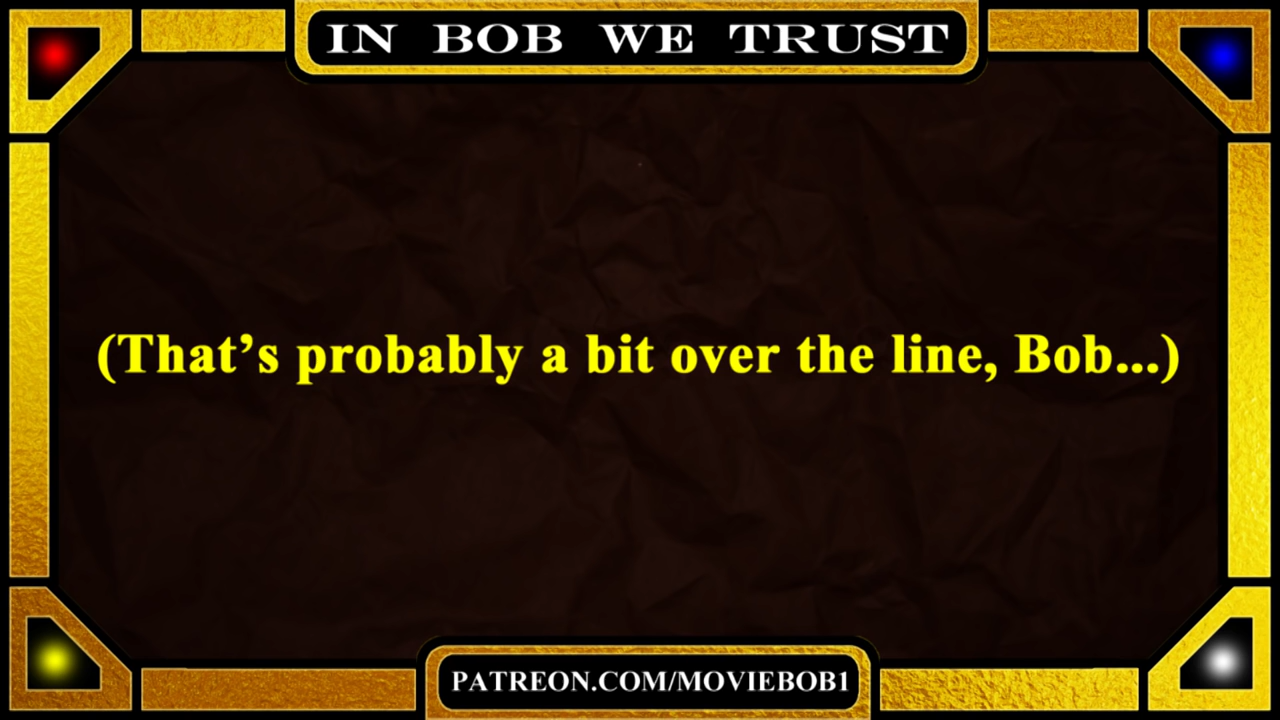 IN BOB WE TRUST
(That’s probably a bit over the line, Bob...)
PATREON.COM/MOVIEBOB1